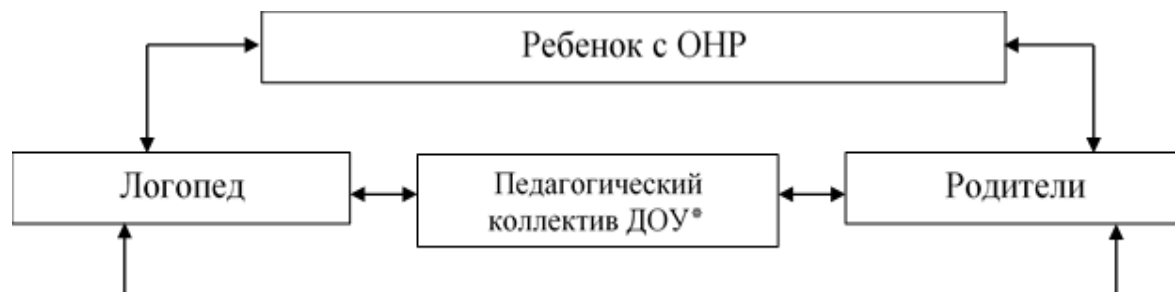 Ребенок с ОНР
Логопед
Педагогический
коллектив ДОУ*
Родители